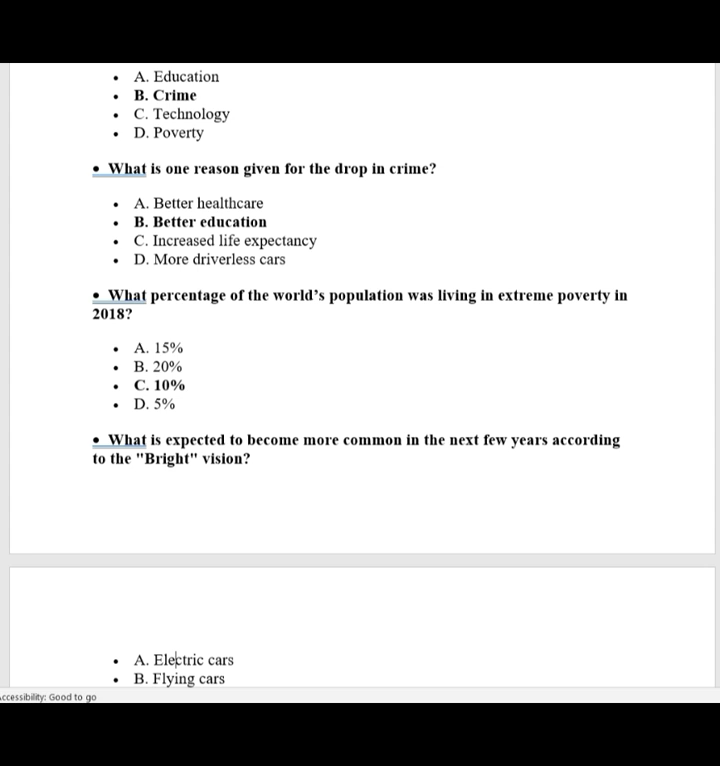 • A. Education
• B. Crime
• C. Technology
• D. Poverty
• What is one reason given for the drop in crime?
• A. Better healthcare
• B. Better education
• C. Increased life expectancy
• D. More driverless cars
• What percentage of the world’s population was living in extreme poverty in
2018?
• A. 15%
• B. 20%
• C. 10%
• D. 5%
• What is expected to become more common in the next few years according
to the "Bright" vision?
• A. Electric cars
• B. Flying cars
Accessibility: Good to go